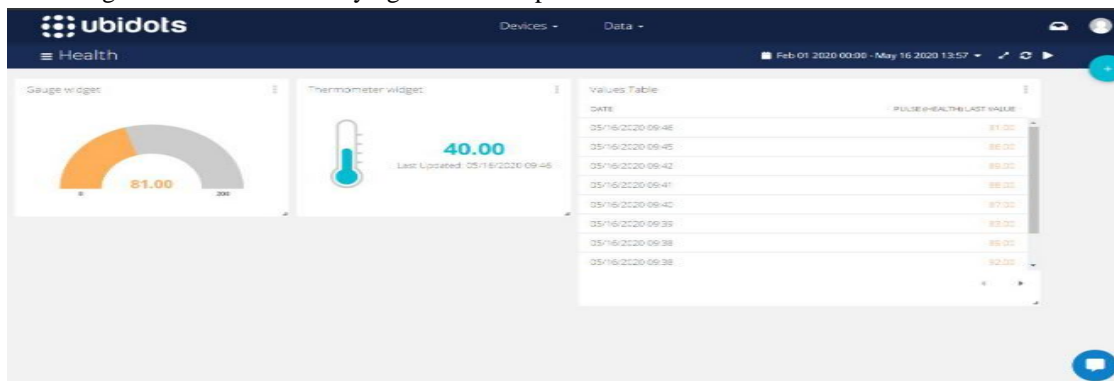 ubidots
Devices
Data
Health
Feb 01 2020 00:00 - May 16 2020 13:57
Gauge widget
81.00
0
200
Thermometer widget
40.00
Last Updated: 05/16/2020 09:46
Values Table
DATE
PULSE (HEALTH) LAST VALUE
05/16/2020 09:46 81.00
05/16/2020 09:45
05/16/2020 09:42
05/16/2020 09:41
05/16/2020 09:40 87.00
05/16/2020 09:39
05/16/2020 09:38
05/16/2020 09:38 92.00